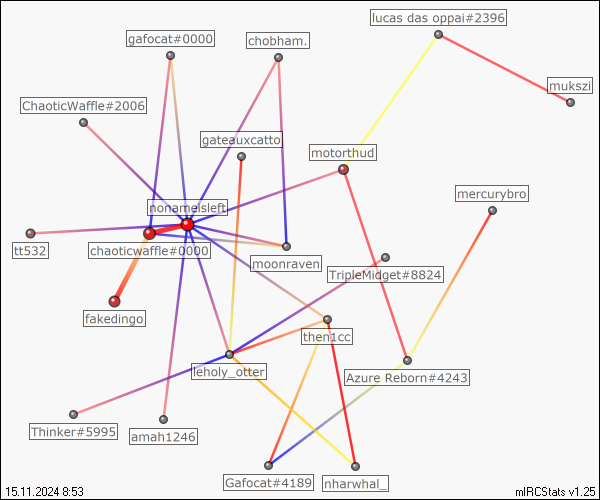 lucas das oppai#2396
gafocat#0000
chobham.
mukszi
ChaoticWaffle#2006
gateauxcatto
motorthud
mercurybro
nonameisleft
tt532
chaoticwaffle#0000
moonraven
TripleMidget#8824
fakedingo
then1cc
leholy_otter
Azure Reborn#4243
Thinker#5995
amah1246
Gafocat#4189
nharwhal_
15.11.2024 8:53
mIRCStats v1.25